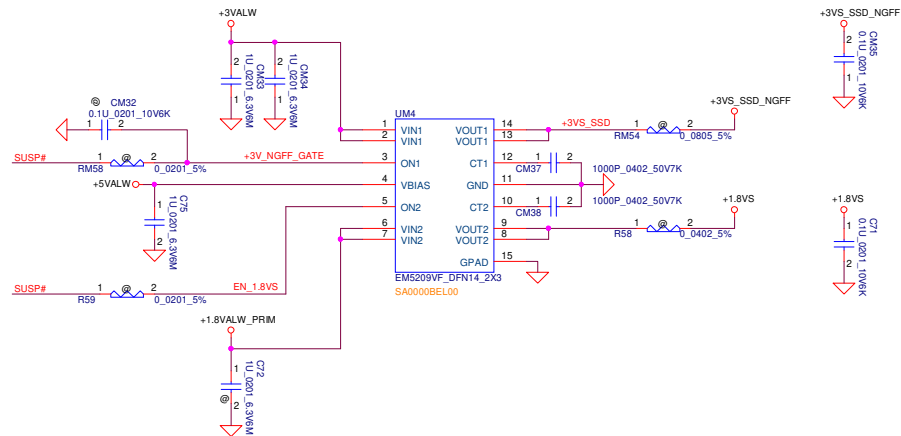 +3VALW
+3VS_SSD_NGFF
2
1
CM33
1U_0201_6.3V6M
2
1
CM34
1U_0201_6.3V6M
2
1
CM35
0.1U_0201_10V6K
@
CM32
0.1U_0201_10V6K
1
2
SUSP#
1
@
2
RM58
0_0201_5%
+3V_NGFF_GATE
+5VALW
1
2
C75
1U_0201_6.3V6M
SUSP#
1
@
2
R59
0_0201_5%
EN_1.8VS
+1.8VALW_PRIM
1
@
2
C72
1U_0201_6.3V6M
UM4
1 VIN1 VOUT1 14
2 VIN1 VOUT1 13
3 ON1 CT1 12
4 VBIAS GND 11
5 ON2 CT2 10
6 VIN2 VOUT2 9
7 VIN2 VOUT2 8
GPAD 15
EM5209VF_DFN14_2X3
SA0000BEL00
+3VS_SSD
1
@
2
RM54
0_0805_5%
+3VS_SSD_NGFF
1
2
CM37
1000P_0402_50V7K
1
2
CM38
1000P_0402_50V7K
+1.8VS
1
@
2
R58
0_0402_5%
+1.8VS
1
2
C71
0.1U_0201_10V6K